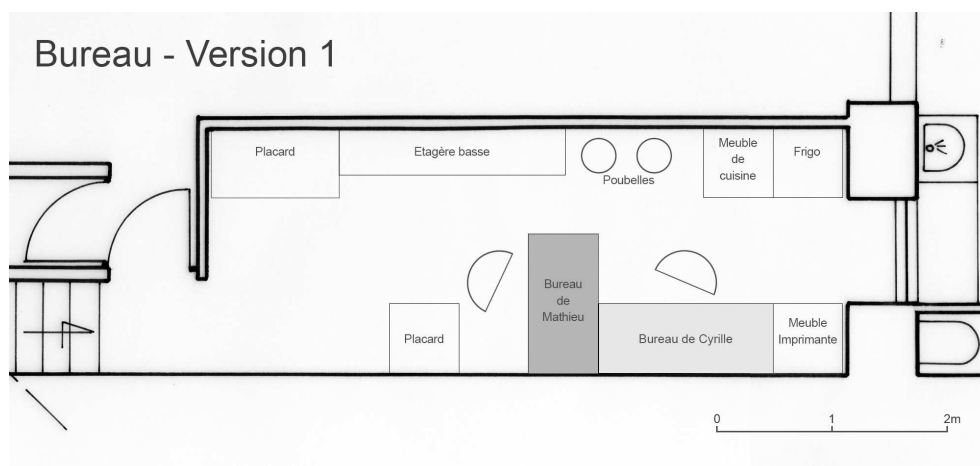 Bureau - Version 1
Placard
Etagère basse
Poubelles
Meuble
de
cuisine
Frigo
Bureau
de
Mathieu
Placard
Bureau de Cyrille
Meuble
Imprimante
0 1 2m